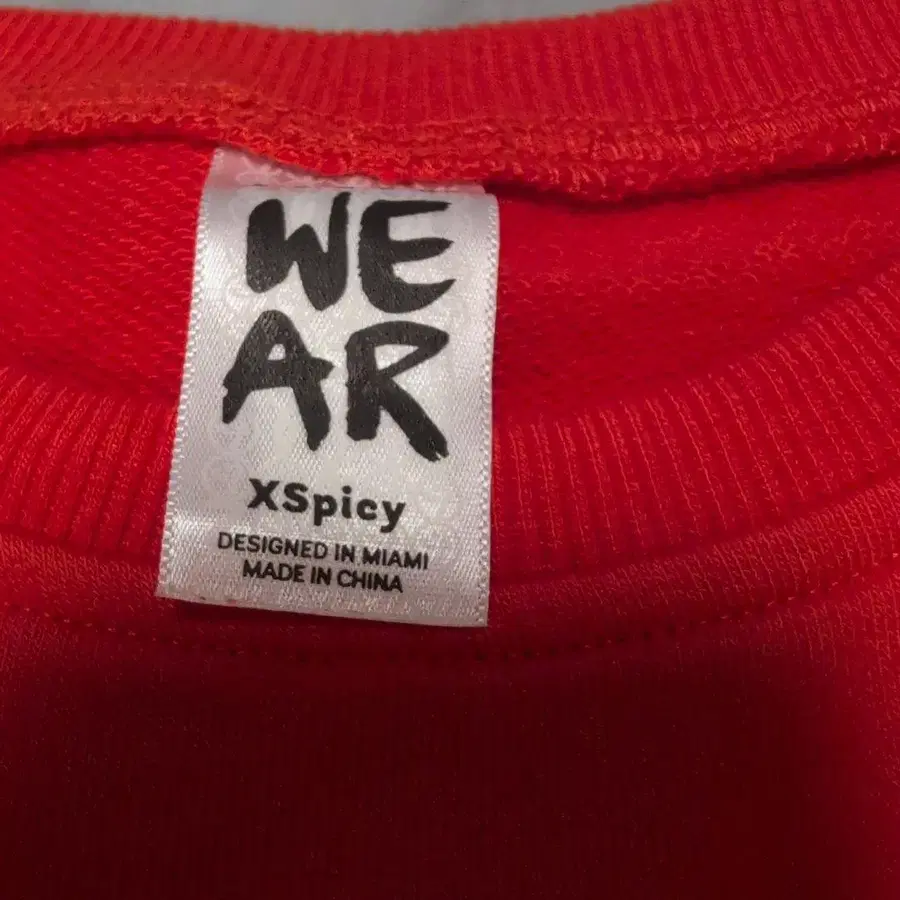 WE
AR
XSpicy
DESIGNED IN MIAMI
MADE IN CHINA